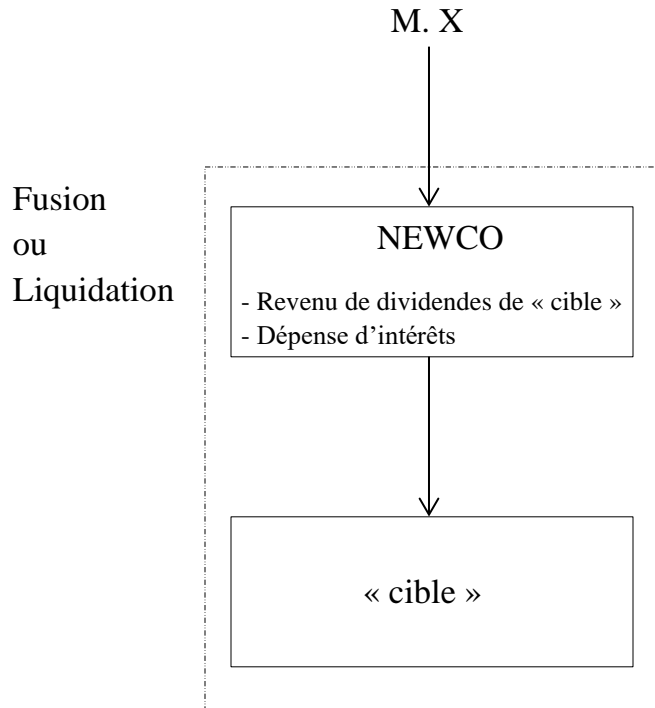 M. X
Fusion
ou
Liquidation
NEWCO
- Revenu de dividendes de « cible »
- Dépense d’intérêts
« cible »